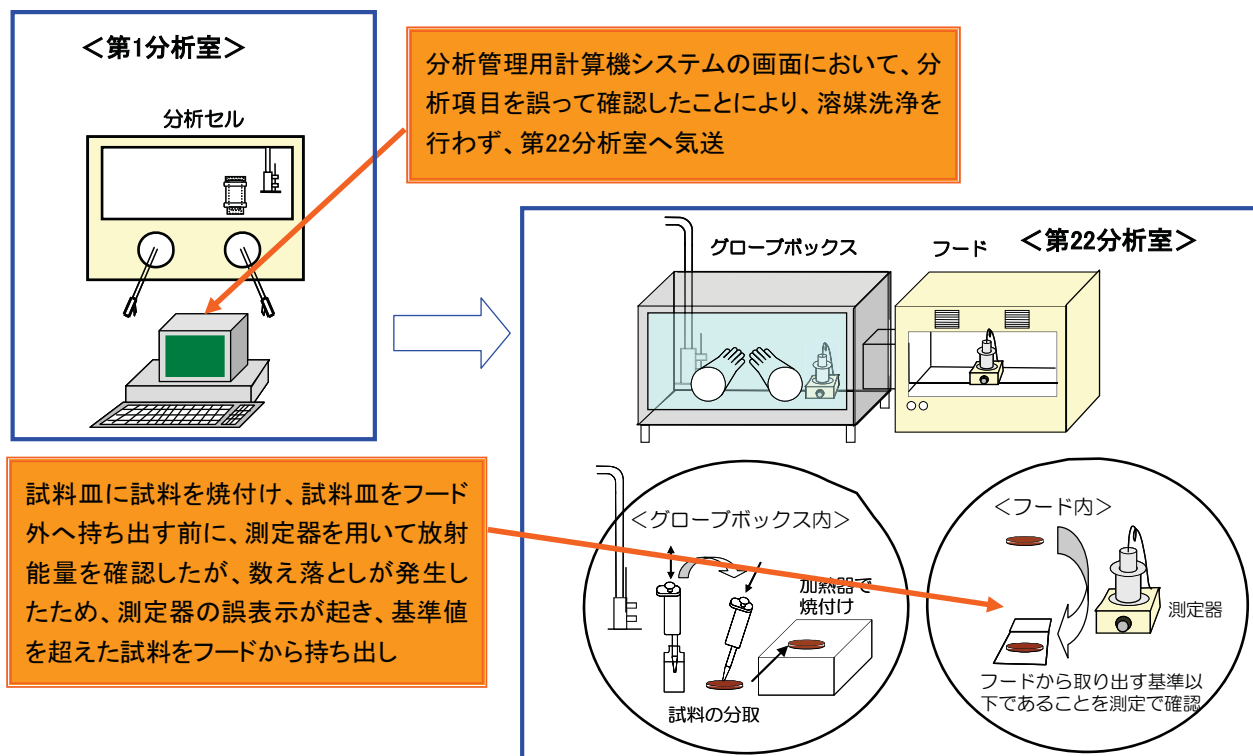 ＜第1分析室＞
分析セル
分析管理用計算機システムの画面において、分
析項目を誤って確認したことにより、溶媒洗浄を
行わず、第22分析室へ気送
＜第22分析室＞
グローブボックス
フード
試料皿に試料を焼付け、試料皿をフード
外へ持ち出す前に、測定器を用いて放射
能量を確認したが、数え落としが発生し
たため、測定器の誤表示が起き、基準値
を超えた試料をフードから持ち出し
＜グローブボックス内＞
加熱器で
焼付け
試料の分取
＜フード内＞
測定器
フードから取り出す基準以
下であることを測定で確認